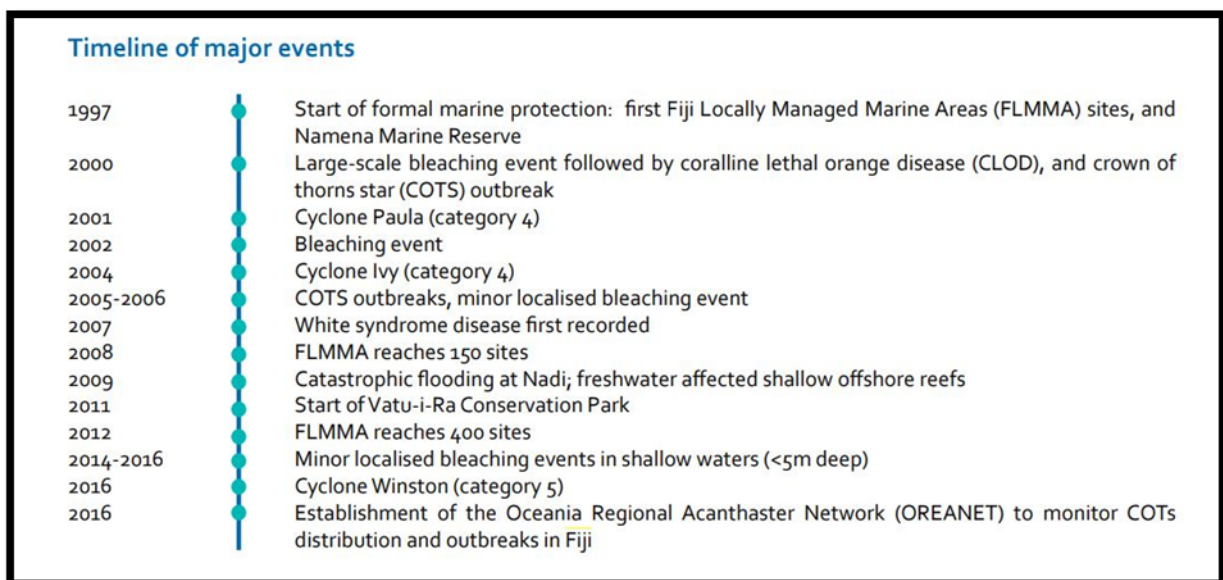 Timeline of major events
1997 Start of formal marine protection: first Fiji Locally Managed Marine Areas (FLMMA) sites, and
Namena Marine Reserve
2000 Large-scale bleaching event followed by coralline lethal orange disease (CLOD), and crown of
thorns star (COTS) outbreak
2001 Cyclone Paula (category 4)
2002 Bleaching event
2004 Cyclone Ivy (category 4)
2005-2006 COTS outbreaks, minor localised bleaching event
2007 White syndrome disease first recorded
2008 FLMMA reaches 150 sites
2009 Catastrophic flooding at Nadi; freshwater affected shallow offshore reefs
2011 Start of Vatu-i-Ra Conservation Park
2012 FLMMA reaches 400 sites
2014-2016 Minor localised bleaching events in shallow waters (<5m deep)
2016 Cyclone Winston (category 5)
2016 Establishment of the Oceania Regional Acanthaster Network (OREANET) to monitor COTs
distribution and outbreaks in Fiji